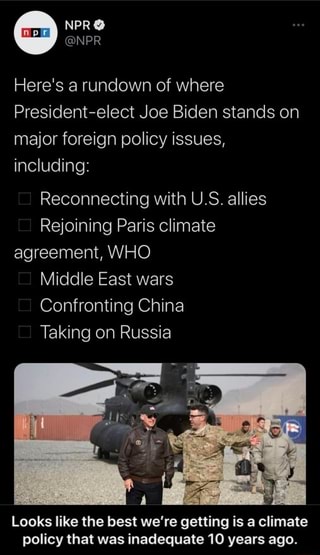 npr
NPR
@NPR
Here's a rundown of where
President-elect Joe Biden stands on
major foreign policy issues,
including:
Reconnecting with U.S. allies
Rejoining Paris climate
agreement, WHO
Middle East wars
Confronting China
Taking on Russia
Looks like the best we're getting is a climate
policy that was inadequate 10 years ago.